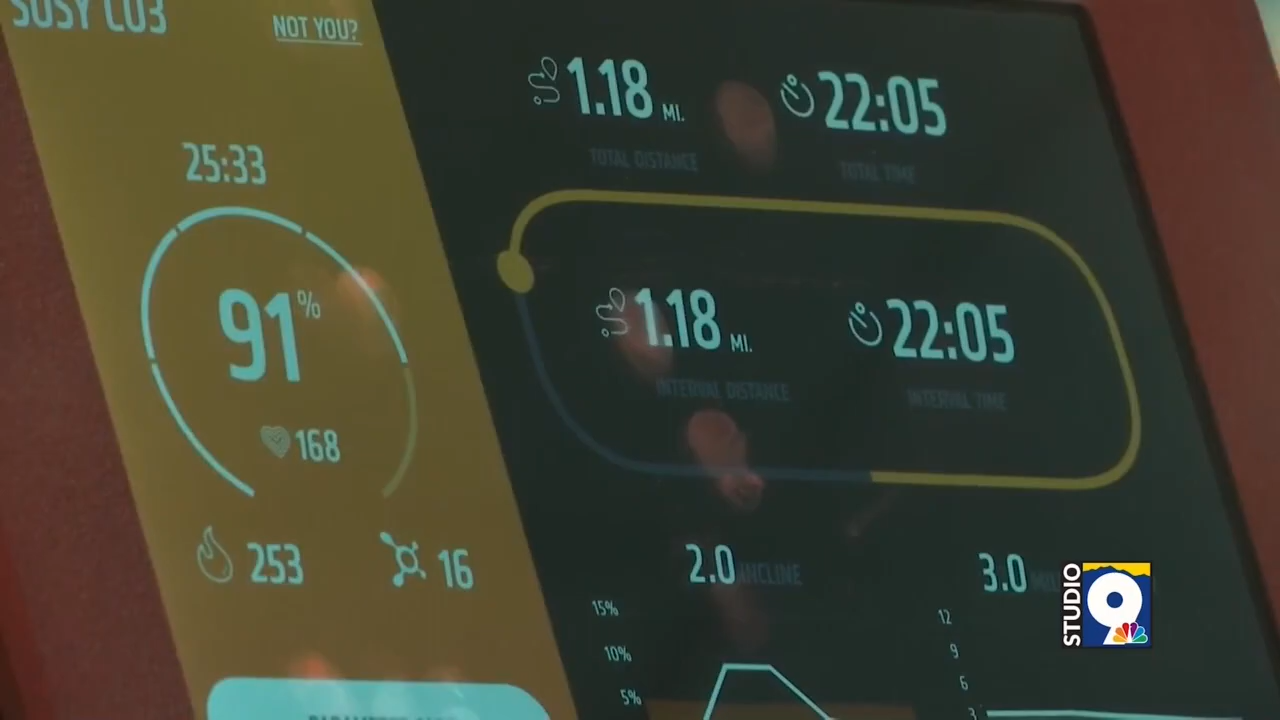 SUSY L03
NOT YOU?
25:33
91%
168
253
16
1.18 MI.
TOTAL DISTANCE
22:05
TOTAL TIME
1.18 MI.
INTERVAL DISTANCE
22:05
INTERVAL TIME
2.0 INCLINE
15%
10%
5%
3.0
12
9
6
3
STUDIO 9